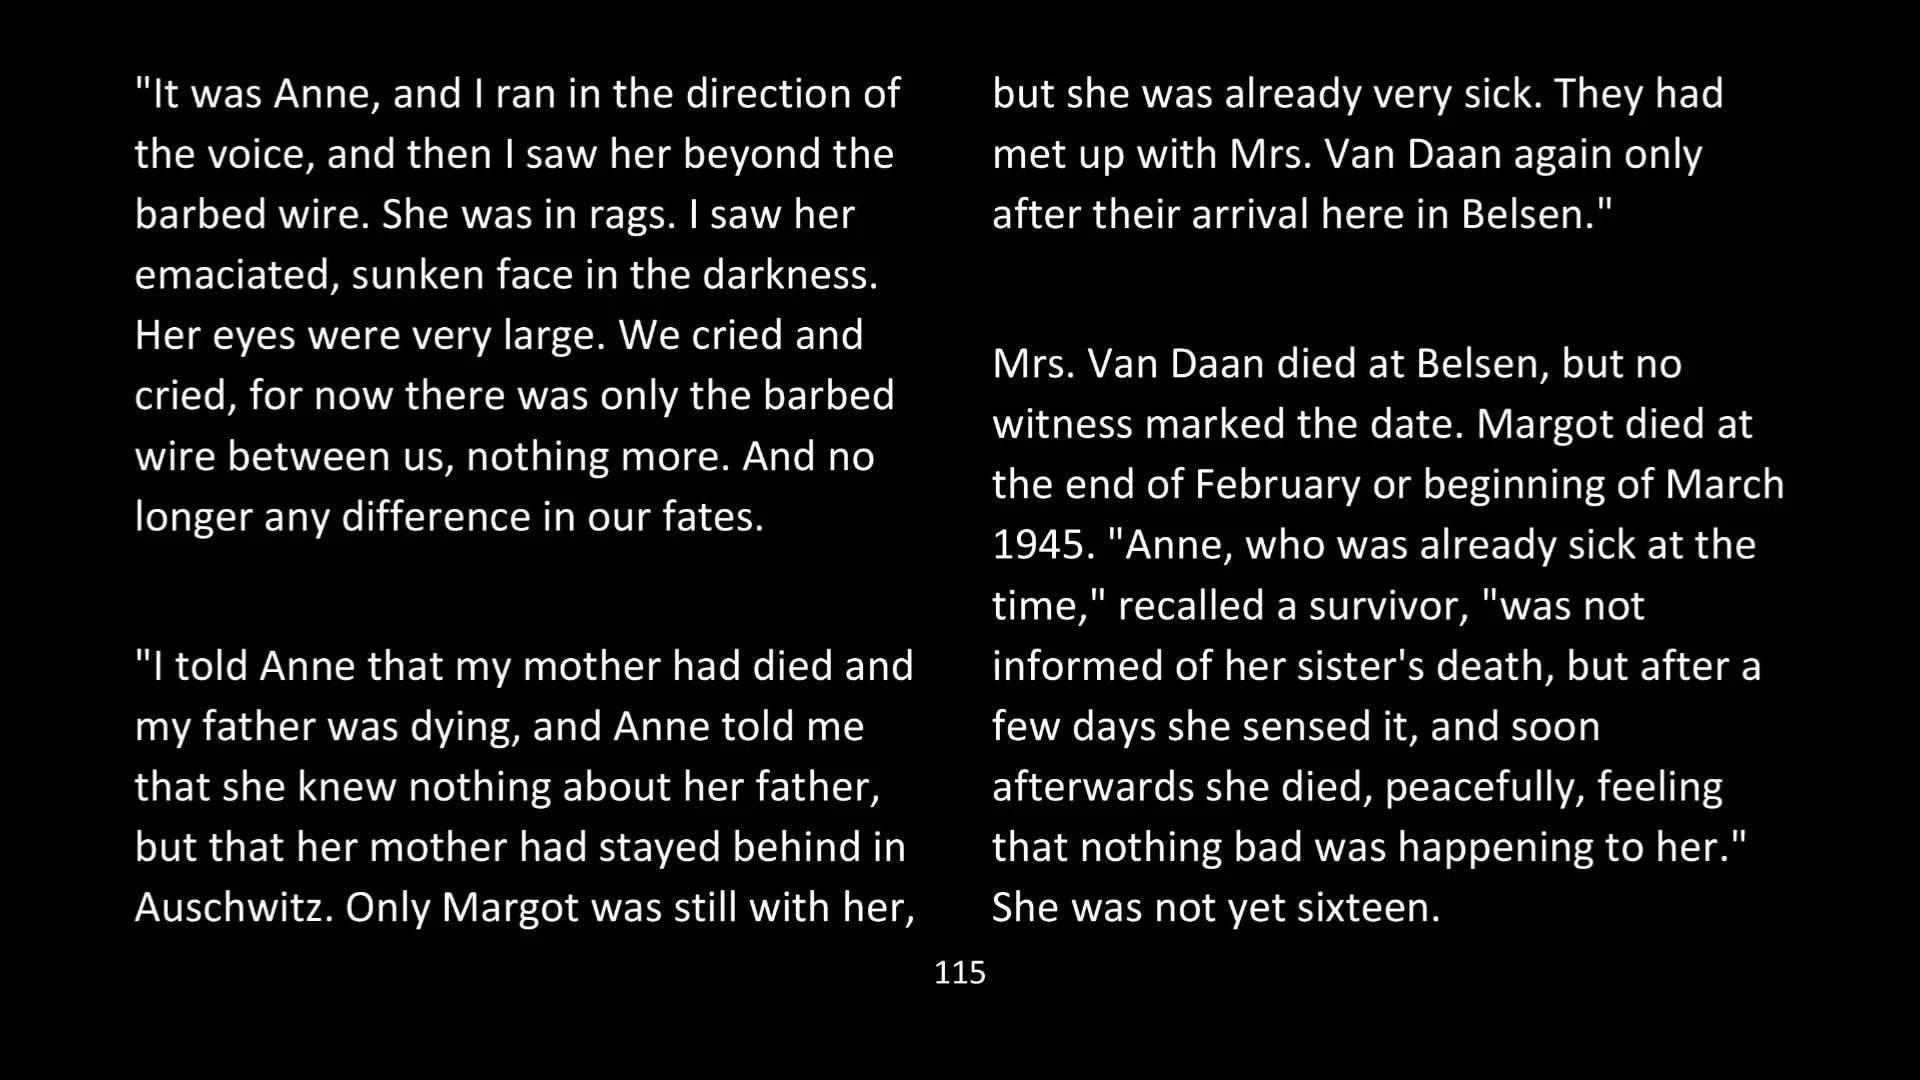 "It was Anne, and I ran in the direction of
the voice, and then I saw her beyond the
barbed wire. She was in rags. I saw her
emaciated, sunken face in the darkness.
Her eyes were very large. We cried and
cried, for now there was only the barbed
wire between us, nothing more. And no
longer any difference in our fates.
"I told Anne that my mother had died and
my father was dying, and Anne told me
that she knew nothing about her father,
but that her mother had stayed behind in
Auschwitz. Only Margot was still with her,
but she was already very sick. They had
met up with Mrs. Van Daan again only
after their arrival here in Belsen."
Mrs. Van Daan died at Belsen, but no
witness marked the date. Margot died at
the end of February or beginning of March
1945. "Anne, who was already sick at the
time," recalled a survivor, "was not
informed of her sister's death, but after a
few days she sensed it, and soon
afterwards she died, peacefully, feeling
that nothing bad was happening to her."
She was not yet sixteen.
115